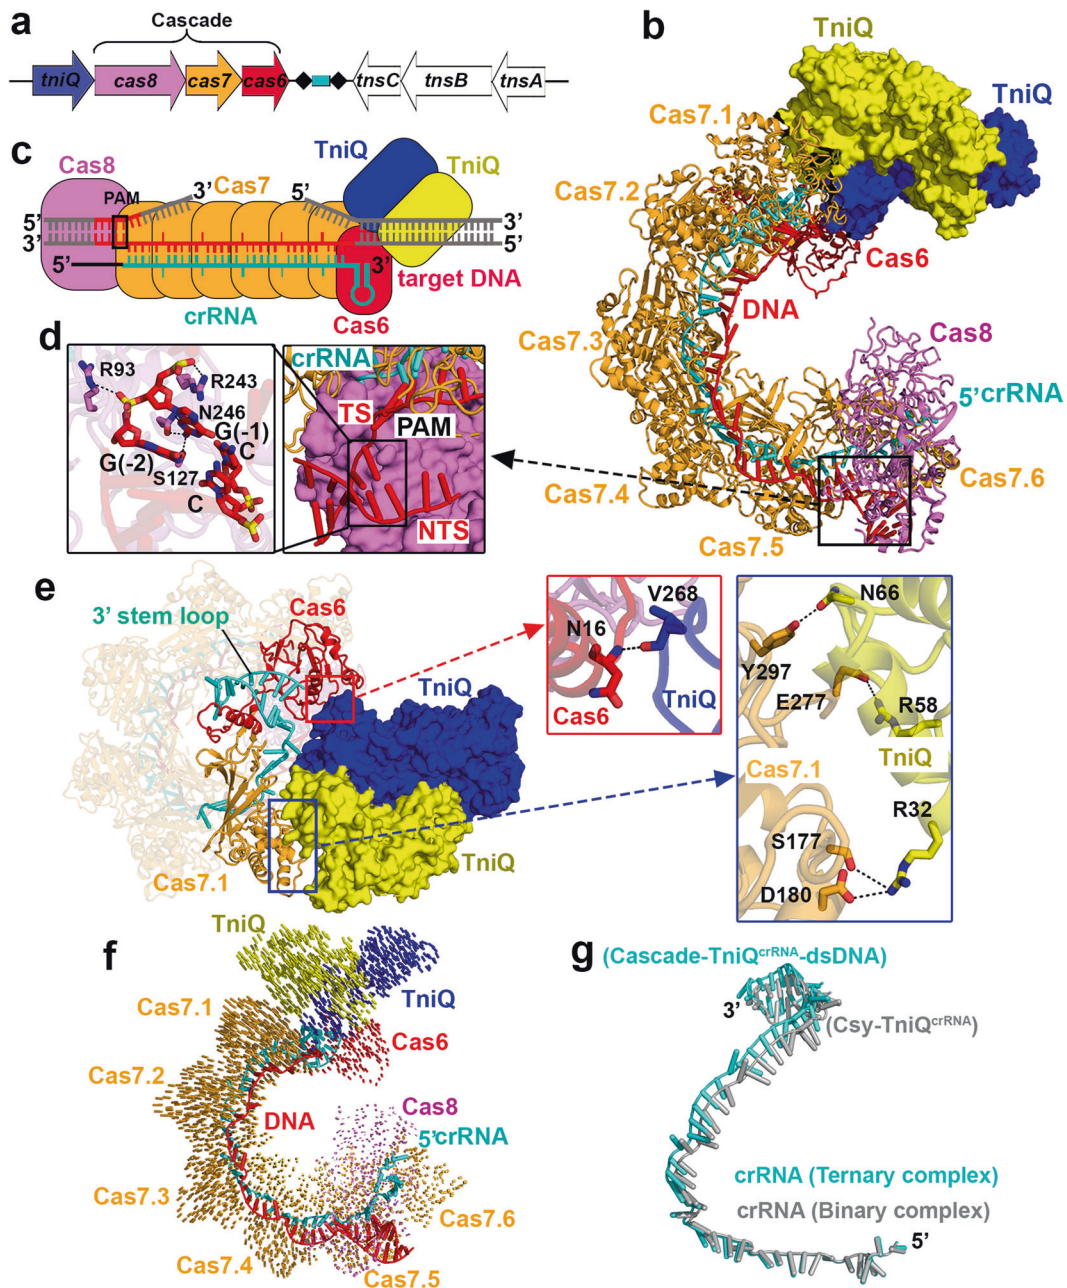 a
Cascade
tniQ
cas8
cas7
cas6
tnsC
tnsB
tnsA
b
TniQ
TniQ
Cas7.1
Cas7.2
Cas6
DNA
Cas7.3
Cas8
5'crRNA
Cas7.4
Cas7.6
Cas7.5
c
TniQ
TniQ
Cas8
PAM
3' Cas7
5'
5'
3'
3'
5'
5'
3'
target DNA
crRNA
Cas6
d
R93
R243
N246
G(-1)
G(-2)
C
S127
C
crRNA
TS
PAM
NTS
e
3' stem loop
Cas6
TniQ
Cas7.1
TniQ
V268
N16
TniQ
Cas6
N66
Y297
E277
R58
TniQ
Cas7.1
R32
S177
D180
f
TniQ
TniQ
Cas7.1
Cas6
Cas7.2
DNA
Cas8
5'crRNA
Cas7.3
Cas7.6
Cas7.4
Cas7.5
g
(Cascade-TniQcrRNA-dsDNA)
3'
(Csy-TniQcrRNA)
crRNA (Ternary complex)
crRNA (Binary complex)
5'